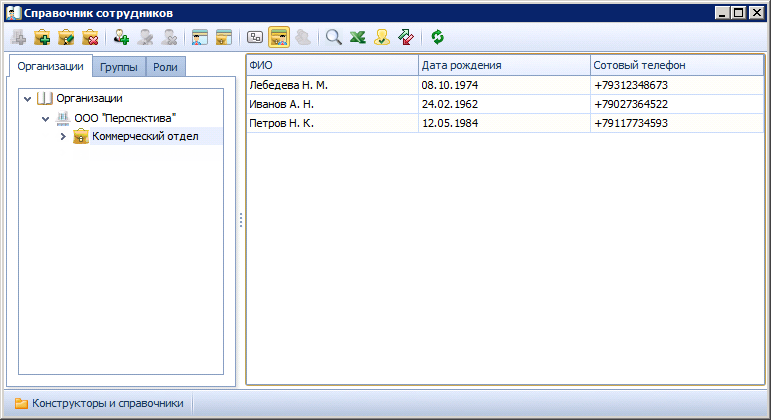 Справочник сотрудников
Организации Группы Роли
Организации
ООО "Перспектива"
Коммерческий отдел
ФИО Дата рождения Сотовый телефон
Лебедева Н. М. 08.10.1974 +79312348673
Иванов А. Н. 24.02.1962 +79027364522
Петров Н. К. 12.05.1984 +79117734593
Конструкторы и справочники